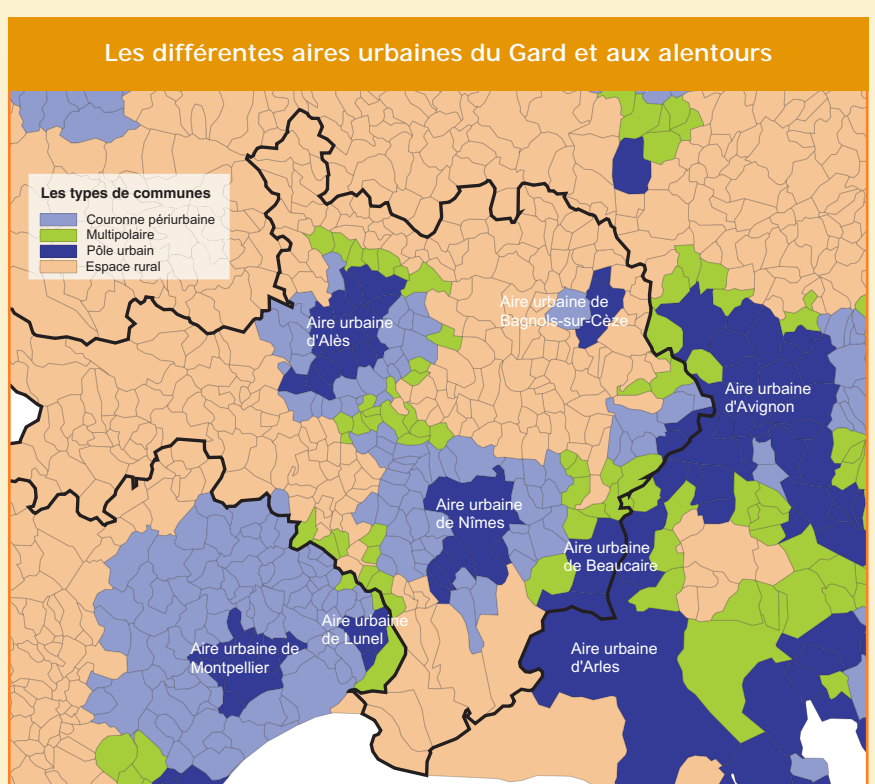 Les différentes aires urbaines du Gard et aux alentours
Les types de communes
Couronne périurbaine
Multipolaire
Pôle urbain
Espace rural
Aire urbaine de
Bagnols-sur-Cèze
Aire urbaine
d'Alès
Aire urbaine
d'Avignon
Aire urbaine
de Nîmes
Aire urbaine
de Beaucaire
Aire urbaine
de Lunel
Aire urbaine de
Montpellier
Aire urbaine
d'Arles